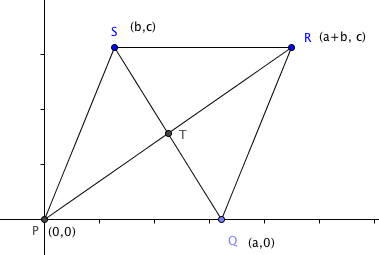 S (b,c)
R (a+b, c)
T
P (0,0)
Q (a,0)